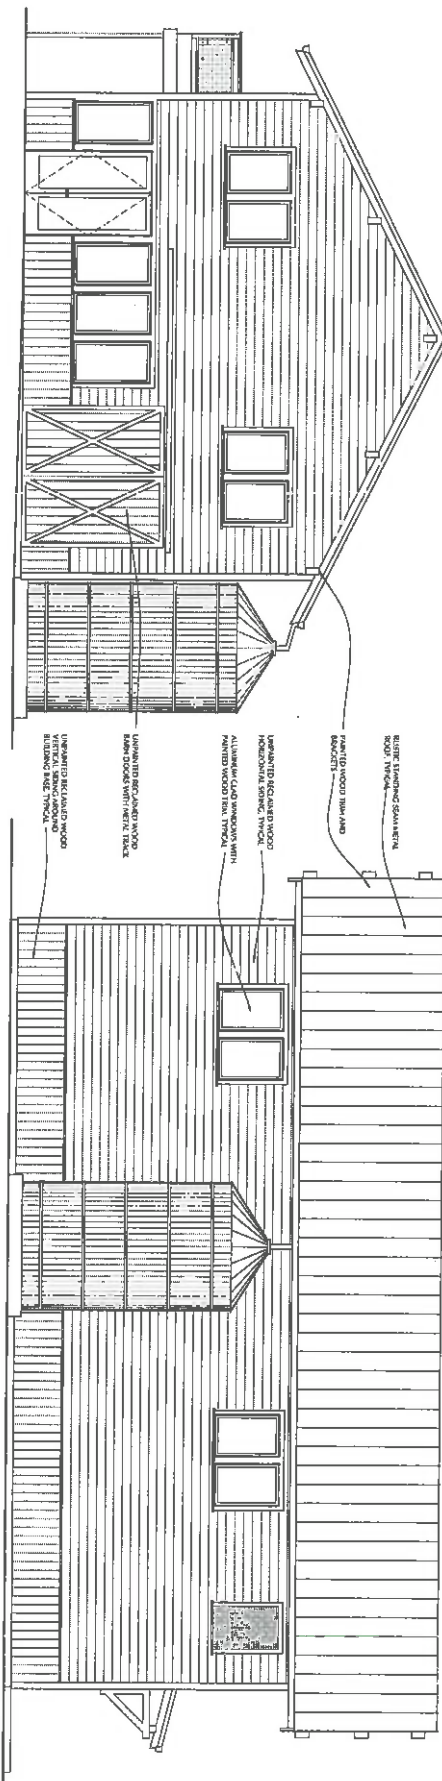 RUSTIC STANDING SEAM METAL
ROOF, TYPICAL
PAINTED WOOD TRIM AND
BRACKETS
UNPAINTED RECLAIMED WOOD
HORIZONTAL SIDING, TYPICAL
ALUMINUM CLAD WINDOWS WITH
PAINTED WOOD TRIM, TYPICAL
UNPAINTED RECLAIMED WOOD
BARN DOORS WITH METAL TRACK
UNPAINTED RECLAIMED WOOD
VERTICAL SIDING AROUND
BUILDING BASE, TYPICAL